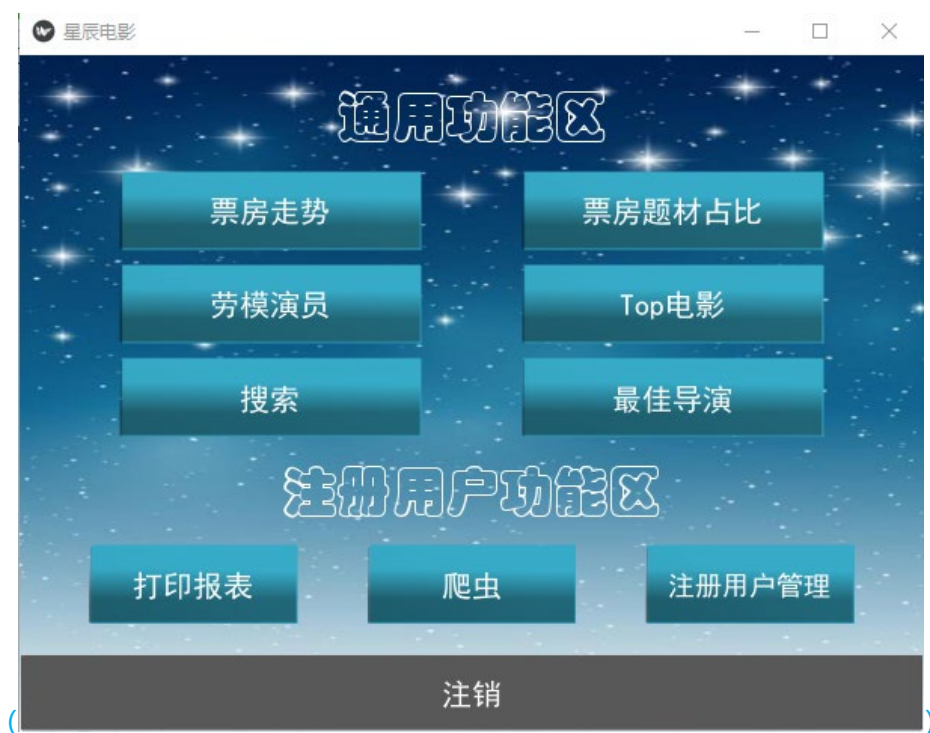 星辰电影
通用功能区
票房走势 票房题材占比
劳模演员 Top电影
搜索 最佳导演
注册用户功能区
打印报表 爬虫 注册用户管理
注销
( )